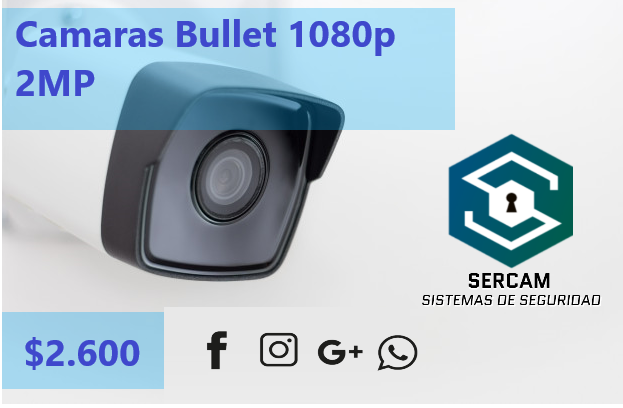 Camaras Bullet 1080p
2MP
SERCAM
SISTEMAS DE SEGURIDAD
$2.600